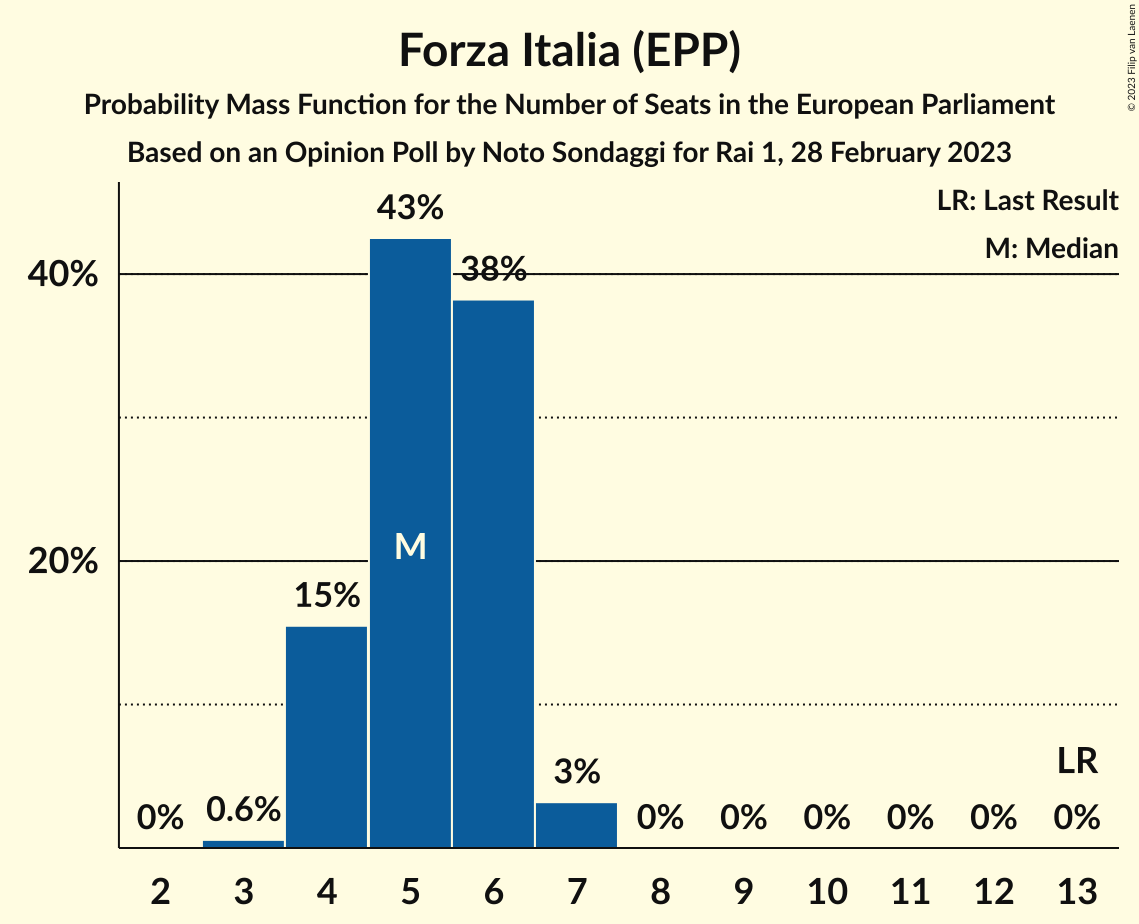 Forza Italia (EPP)
Probability Mass Function for the Number of Seats in the European Parliament
Based on an Opinion Poll by Noto Sondaggi for Rai 1, 28 February 2023
© 2023 Filip van Laenen
LR: Last Result
M: Median
40%
20%
0%
0.6%
15%
43%
M
38%
3%
0%
0%
0%
0%
0%
LR
0%
2 3 4 5 6 7 8 9 10 11 12 13